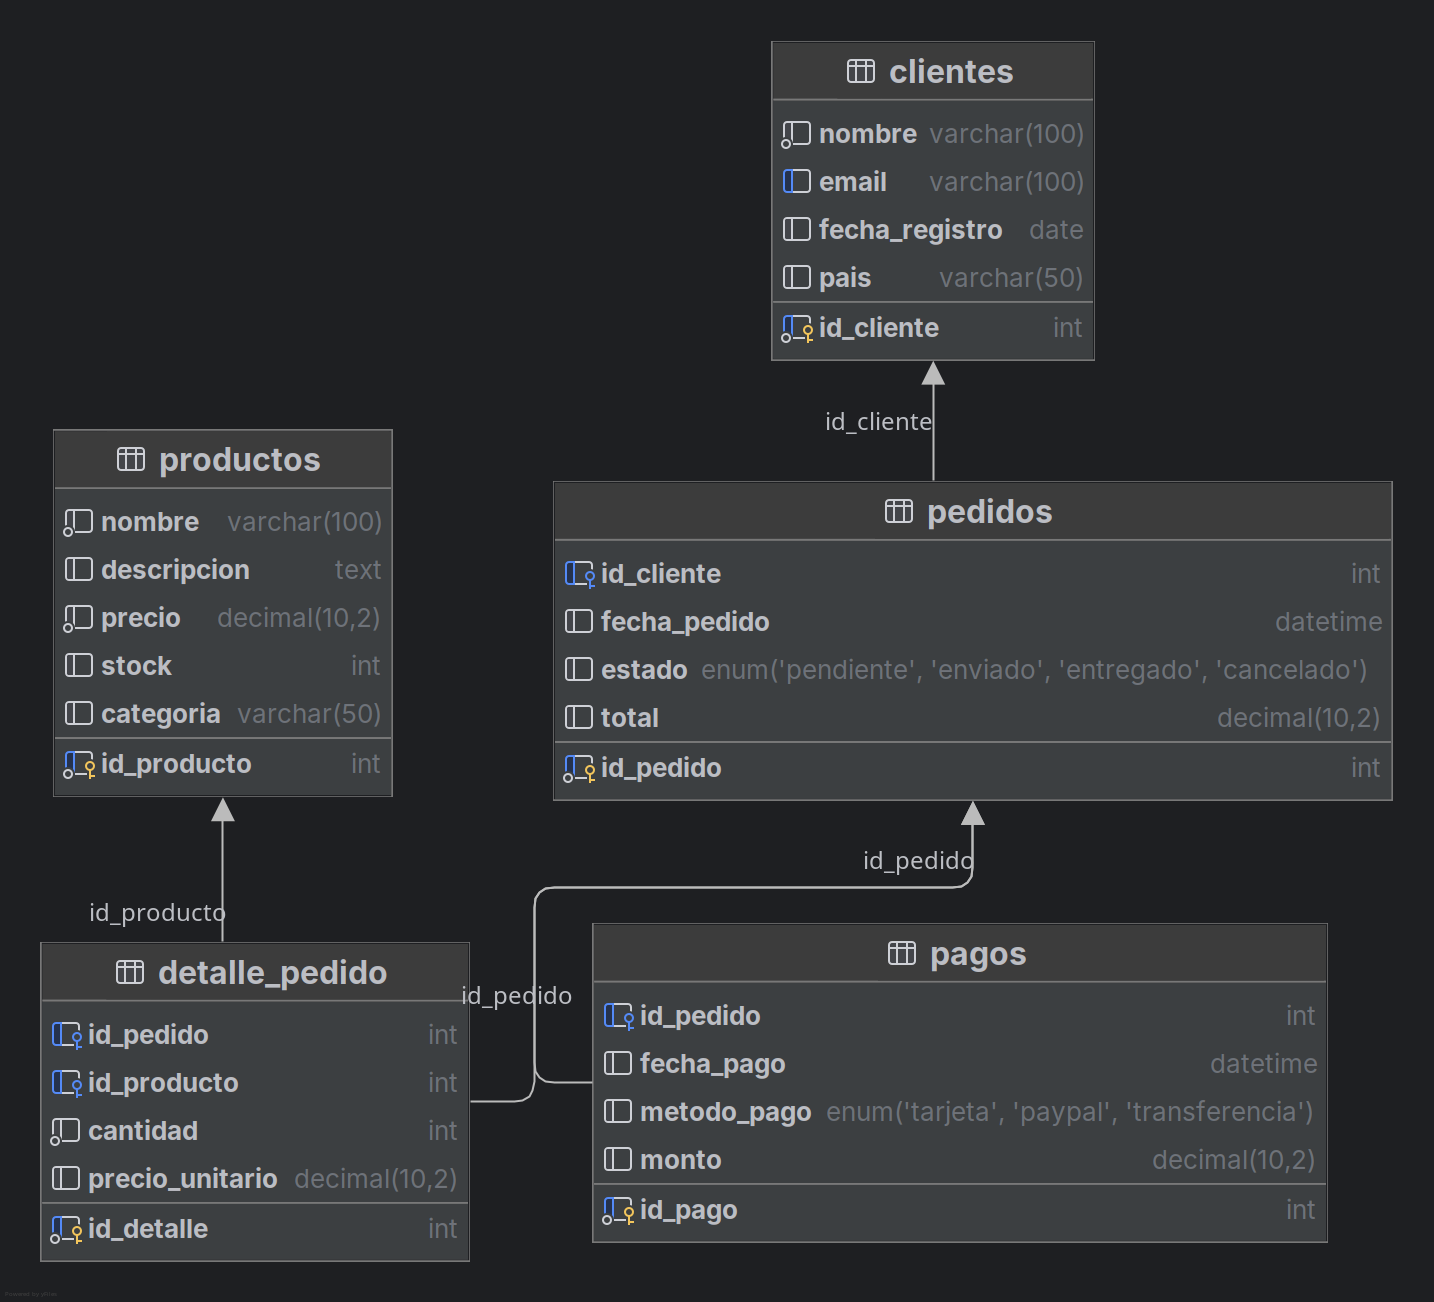 clientes
nombre varchar(100)
email varchar(100)
fecha_registro date
pais varchar(50)
id_cliente int
id_cliente
productos
nombre varchar(100)
descripcion text
precio decimal(10,2)
stock int
categoria varchar(50)
id_producto int
pedidos
id_cliente int
fecha_pedido datetime
estado enum('pendiente', 'enviado', 'entregado', 'cancelado')
total decimal(10,2)
id_pedido int
id_producto
id_pedido
id_pedido
detalle_pedido
id_pedido int
id_producto int
cantidad int
precio_unitario decimal(10,2)
id_detalle int
pagos
id_pedido int
fecha_pago datetime
metodo_pago enum('tarjeta', 'paypal', 'transferencia')
monto decimal(10,2)
id_pago int
Powered by yFiles